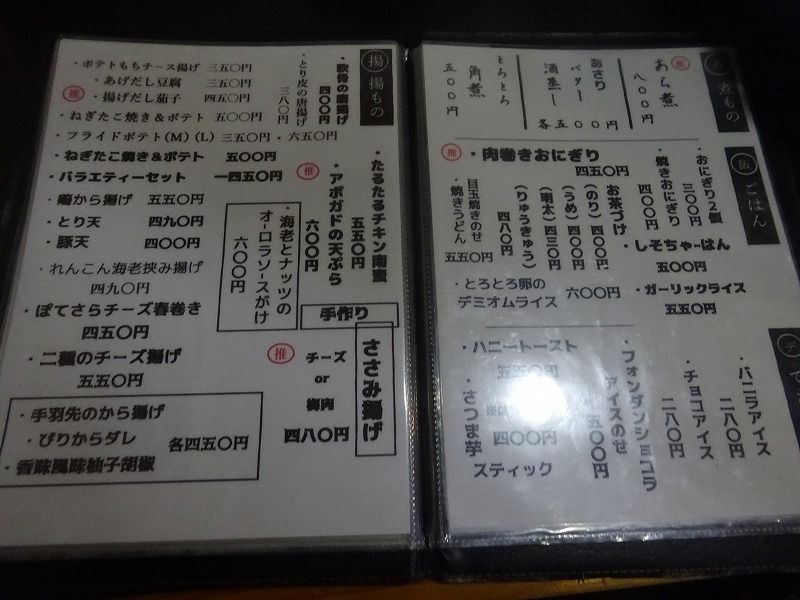 揚 揚もの
・軟骨の唐揚げ
四〇〇円
・とり皮の唐揚げ
三八〇円
・ポテトもちチーズ揚げ 三五〇円
・あげだし豆腐 三五〇円
推 ・揚げだし茄子 四五〇円
・ねぎたこ焼き&ポテト 五〇〇円
・フライドポテト(M)(L) 三五〇円・六五〇円
・ねぎたこ焼き&ポテト 五〇〇円
・バラエティーセット 一四五〇円
・鶏から揚げ 五五〇円
・とり天 四九〇円
・豚天 四〇〇円
・れんこん海老挟み揚げ
四九〇円
・ぽてさらチーズ春巻き
四五〇円
・二種のチーズ揚げ
五五〇円
・手羽先のから揚げ
・ぴりからダレ 各四五〇円
・香味風味柚子胡椒
・たるたるチキン南蛮
五五〇円
推 ・アボガドの天ぷら
六〇〇円
・海老とナッツの
オーロラソースがけ
六〇〇円
手作り
ささみ揚げ
推 チーズ
or
梅肉
四八〇円
煮もの
推 あら煮
八〇〇円
あさり
バター
酒蒸し
各五〇〇円
とろとろ
角煮
五〇〇円
飯 ごはん
・おにぎり2個
三〇〇円
・焼きおにぎり
四〇〇円
推 ・肉巻きおにぎり
四五〇円
・お茶づけ
(のり)四〇〇円
(うめ)四〇〇円
(明太)四三〇円
(りゅうきゅう)
四八〇円
・目玉焼きのせ
焼きうどん
五五〇円
・しそちゃーはん
五〇〇円
・ガーリックライス
五五〇円
・とろとろ卵の
デミオムライス 六〇〇円
デ
・バニラアイス
二八〇円
・チョコアイス
二八〇円
・フォンダンショコラ
アイスのせ
五〇〇円
・ハニートースト
五五〇円
・さつま芋
スティック
四〇〇円